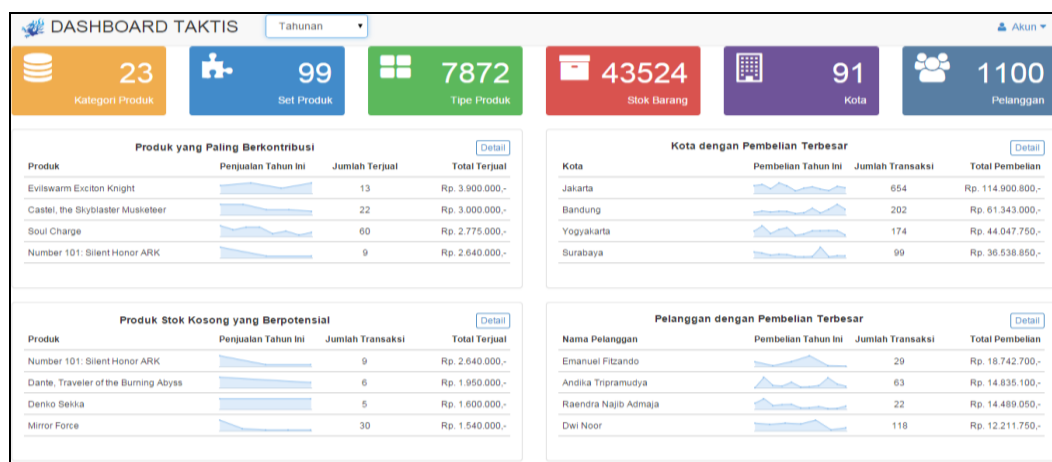 DASHBOARD TAKTIS Tahunan Akun
23 99 7872 43524 91 1100
Kategori Produk Set Produk Tipe Produk Stok Barang Kota Pelanggan
Produk yang Paling Berkontribusi Detail
Produk Penjualan Tahun Ini Jumlah Terjual Total Terjual
Evilswarm Exciton Knight 13 Rp. 3.900.000,-
Castel, the Skyblaster Musketeer 22 Rp. 3.000.000,-
Soul Charge 60 Rp. 2.775.000,-
Number 101: Silent Honor ARK 9 Rp. 2.640.000,-
Kota dengan Pembelian Terbesar Detail
Kota Pembelian Tahun Ini Jumlah Transaksi Total Pembelian
Jakarta 654 Rp. 114.900.800,-
Bandung 202 Rp. 61.343.000,-
Yogyakarta 174 Rp. 44.047.750,-
Surabaya 99 Rp. 36.538.850,-
Produk Stok Kosong yang Berpotensial Detail
Produk Penjualan Tahun Ini Jumlah Transaksi Total Terjual
Number 101: Silent Honor ARK 9 Rp. 2.640.000,-
Dante, Traveler of the Burning Abyss 6 Rp. 1.950.000,-
Denko Sekka 5 Rp. 1.600.000,-
Mirror Force 30 Rp. 1.540.000,-
Pelanggan dengan Pembelian Terbesar Detail
Nama Pelanggan Pembelian Tahun Ini Jumlah Transaksi Total Pembelian
Emanuel Fitzando 29 Rp. 18.742.700,-
Andika Tripramudya 63 Rp. 14.835.100,-
Raendra Najib Admaja 22 Rp. 14.489.050,-
Dwi Noor 118 Rp. 12.211.750,-